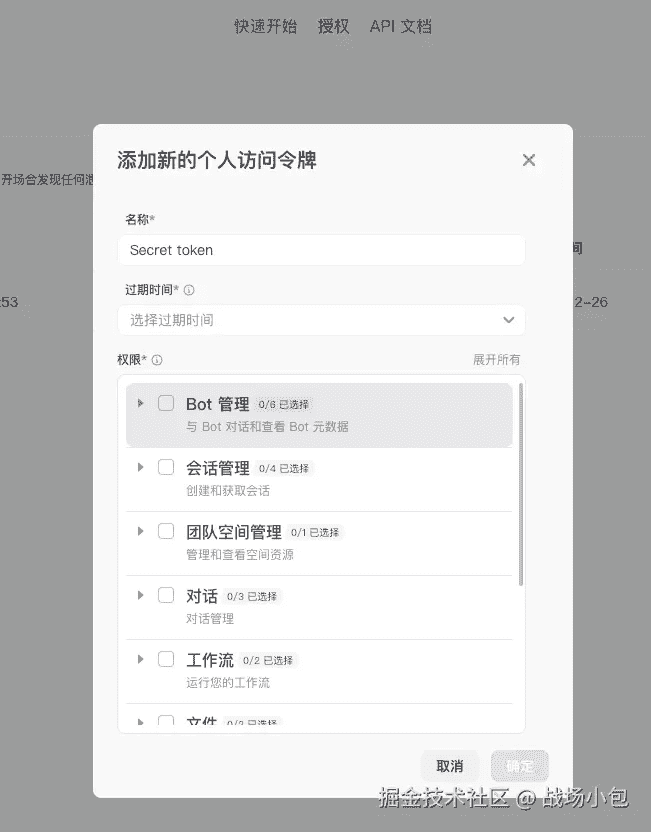 快速开始 授权 API 文档
添加新的个人访问令牌
开场合发现任何泄
名称*
Secret token
间
过期时间*
:53
选择过期时间
2-26
权限*
展开所有
Bot 管理 0/6 已选择
与 Bot 对话和查看 Bot 元数据
会话管理 0/4 已选择
创建和获取会话
团队空间管理 0/1 已选择
管理和查看空间资源
对话 0/3 已选择
对话管理
工作流 0/2 已选择
运行您的工作流
文件
取消
确定
掘金技术社区 @ 战场小包